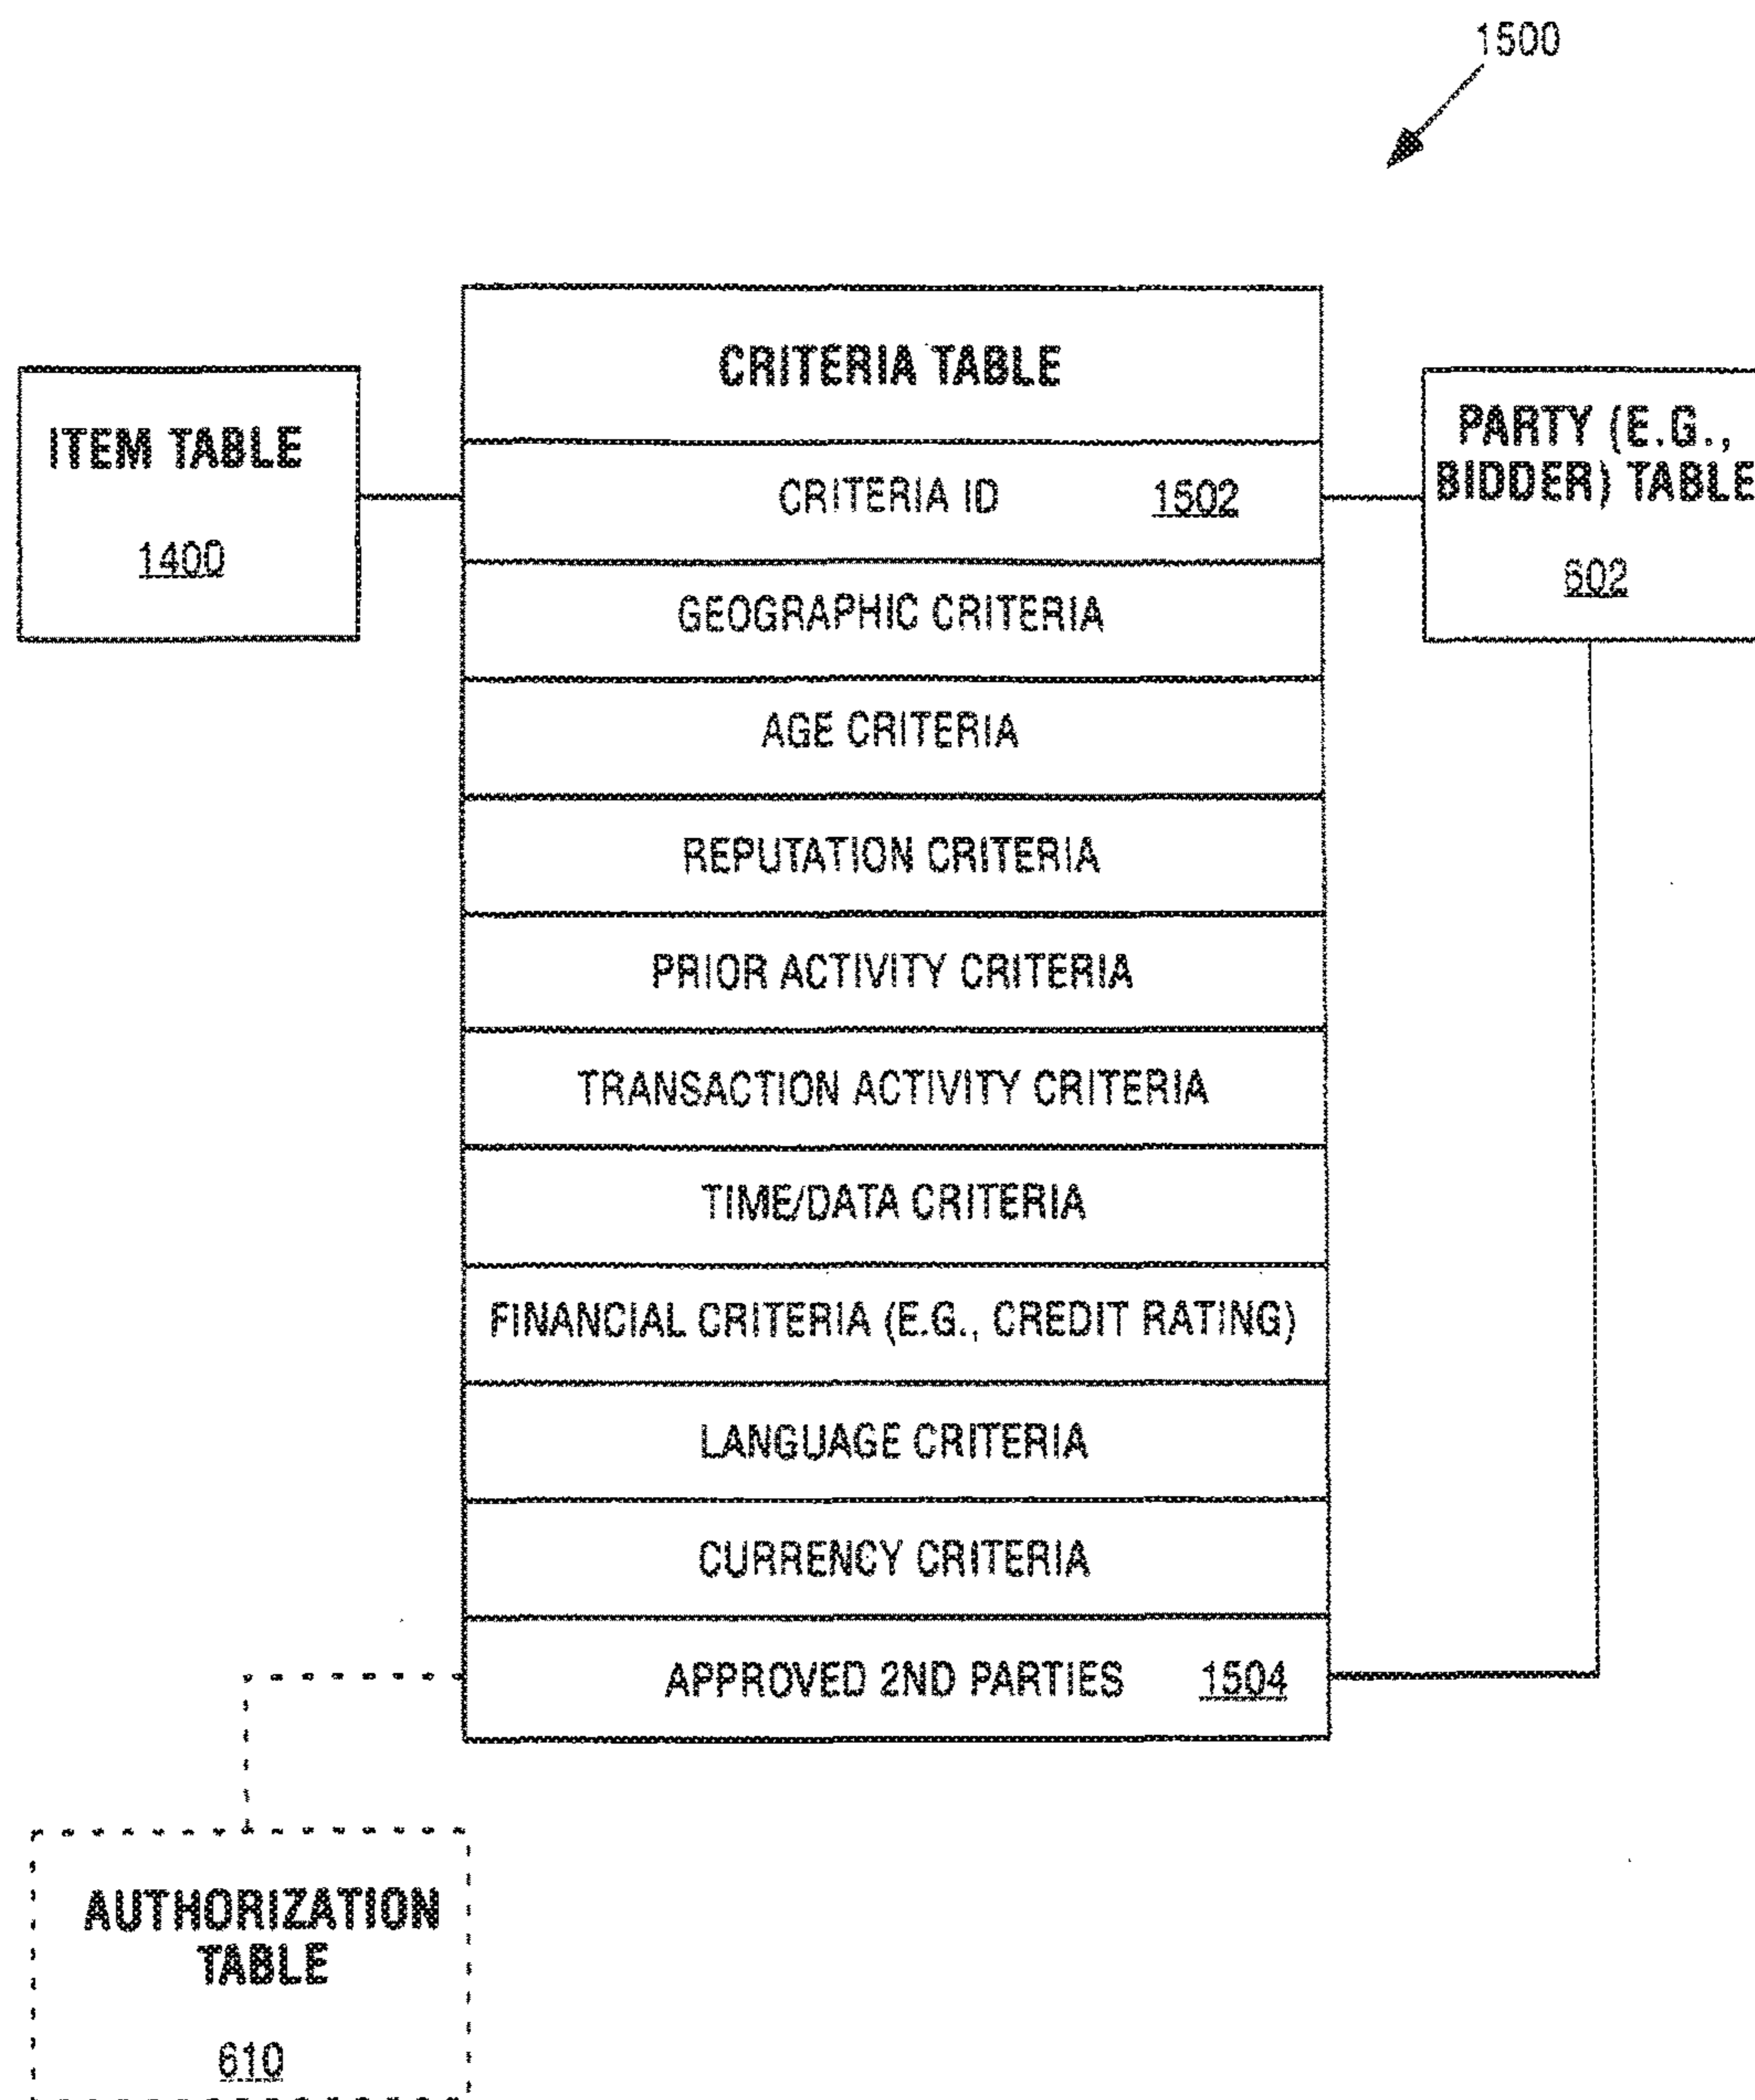 1500
CRITERIA TABLE
ITEM TABLE
1400
CRITERIA ID 1502
PARTY (E.G.,
BIDDER) TABLE
602
GEOGRAPHIC CRITERIA
AGE CRITERIA
REPUTATION CRITERIA
PRIOR ACTIVITY CRITERIA
TRANSACTION ACTIVITY CRITERIA
TIME/DATA CRITERIA
FINANCIAL CRITERIA (E.G., CREDIT RATING)
LANGUAGE CRITERIA
CURRENCY CRITERIA
APPROVED 2ND PARTIES 1504
AUTHORIZATION
TABLE
610